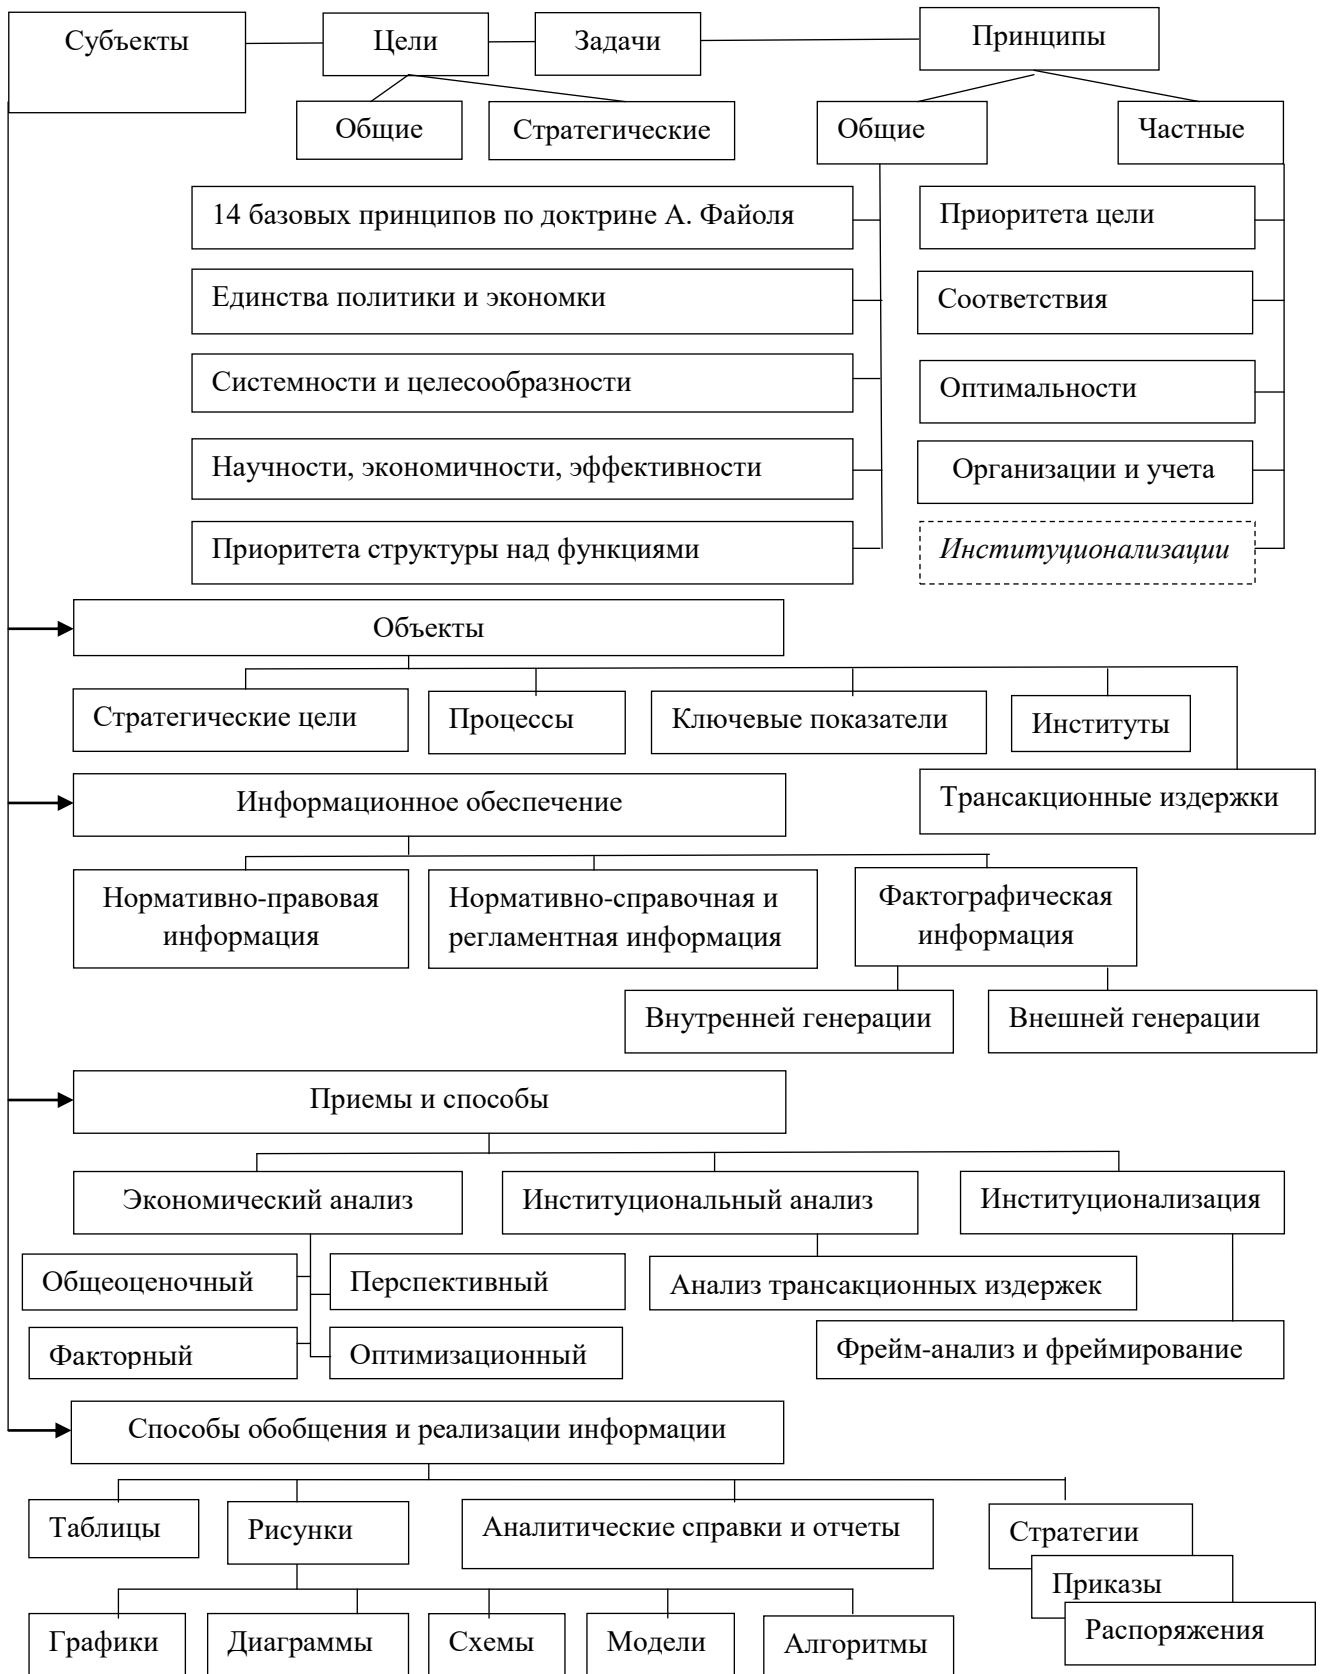 Субъекты
Цели
Задачи
Принципы
Общие
Стратегические
Общие
Частные
14 базовых принципов по доктрине А. Файоля
Приоритета цели
Единства политики и экономки
Соответствия
Системности и целесообразности
Оптимальности
Научности, экономичности, эффективности
Организации и учета
Приоритета структуры над функциями
Институционализации
Объекты
Стратегические цели
Процессы
Ключевые показатели
Институты
Трансакционные издержки
Информационное обеспечение
Нормативно-правовая
информация
Нормативно-справочная и
регламентная информация
Фактографическая
информация
Внутренней генерации
Внешней генерации
Приемы и способы
Экономический анализ
Институциональный анализ
Институционализация
Общеоценочный
Перспективный
Анализ трансакционных издержек
Факторный
Оптимизационный
Фрейм-анализ и фреймирование
Способы обобщения и реализации информации
Таблицы
Рисунки
Аналитические справки и отчеты
Стратегии
Приказы
Распоряжения
Графики
Диаграммы
Схемы
Модели
Алгоритмы